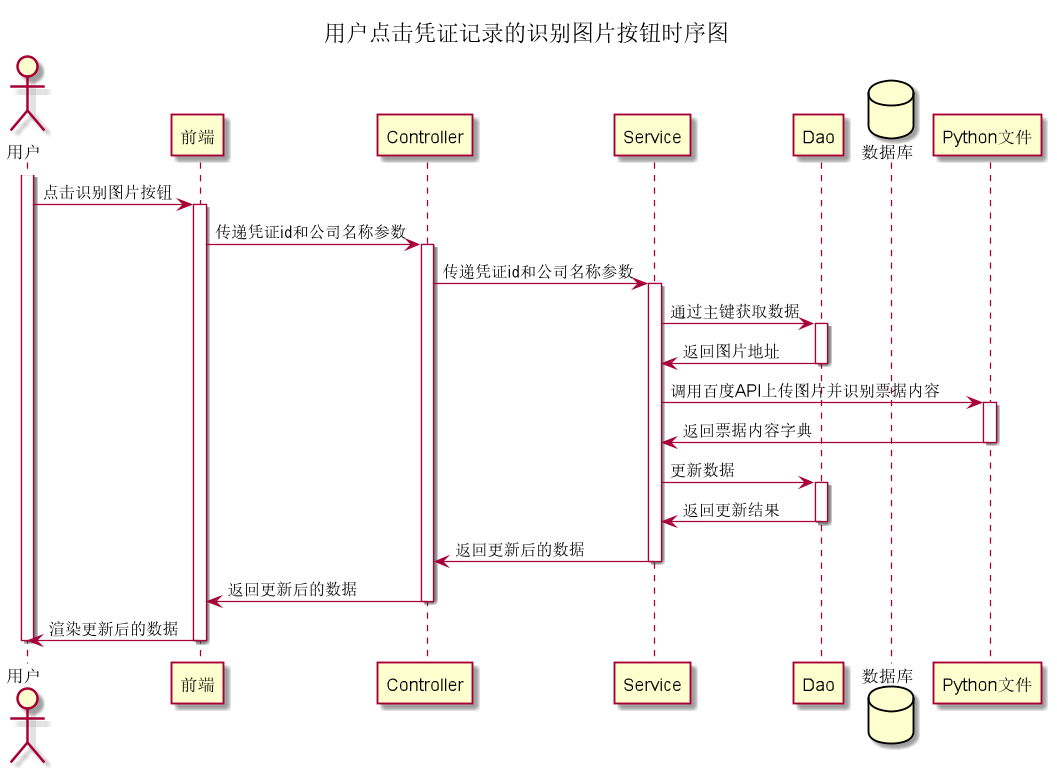 用户点击凭证记录的识别图片按钮时序图
用户
前端
Controller
Service
Dao
数据库
Python文件
点击识别图片按钮
传递凭证id和公司名称参数
传递凭证id和公司名称参数
通过主键获取数据
返回图片地址
调用百度API上传图片并识别票据内容
返回票据内容字典
更新数据
返回更新结果
返回更新后的数据
返回更新后的数据
渲染更新后的数据
用户
前端
Controller
Service
Dao
数据库
Python文件